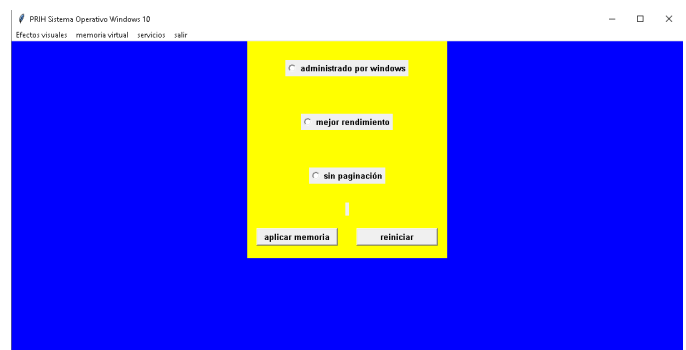 PRIH Sistema Operativo Windows 10
Efectos visuales memoria virtual servicios salir
administrado por windows
mejor rendimiento
sin paginación
aplicar memoria reiniciar